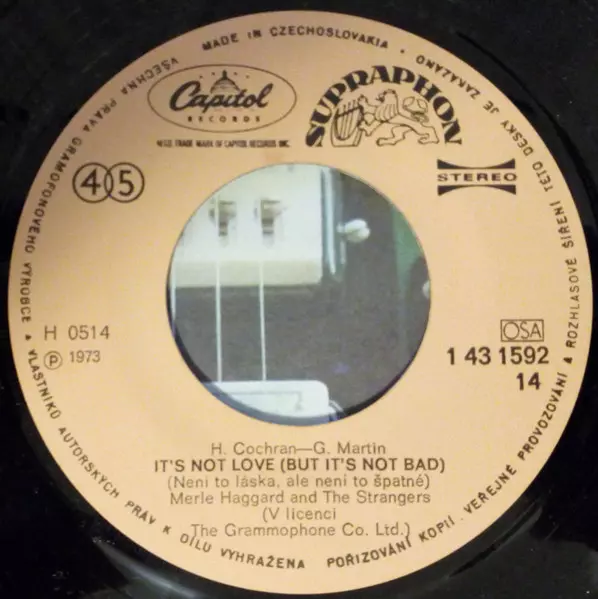 VŠECHNA PRÁVA GRAMOFONOVÉHO VÝROBCE A VLASTNÍKŮ AUTORSKÝCH PRÁV K DÍLU VYHRAŽENA
MADE IN CZECHOSLOVAKIA • POŘIZOVÁNÍ KOPIÍ, VEŘEJNÉ PROVOZOVÁNÍ A ROZHLASOVÉ ŠÍŘENÍ TÉTO DESKY JE ZAKÁZÁNO •
Capitol
RECORDS
REGD TRADE MARK OF CAPITOL RECORDS INC.
SUPRAPHON
45
STEREO
H 0514
Ⓟ 1973
OSA
1 43 1592
14
H. Cochran—G. Martin
IT'S NOT LOVE (BUT IT'S NOT BAD)
(Není to láska, ale není to špatné)
Merle Haggard and The Strangers
(V licenci
The Grammophone Co. Ltd.)